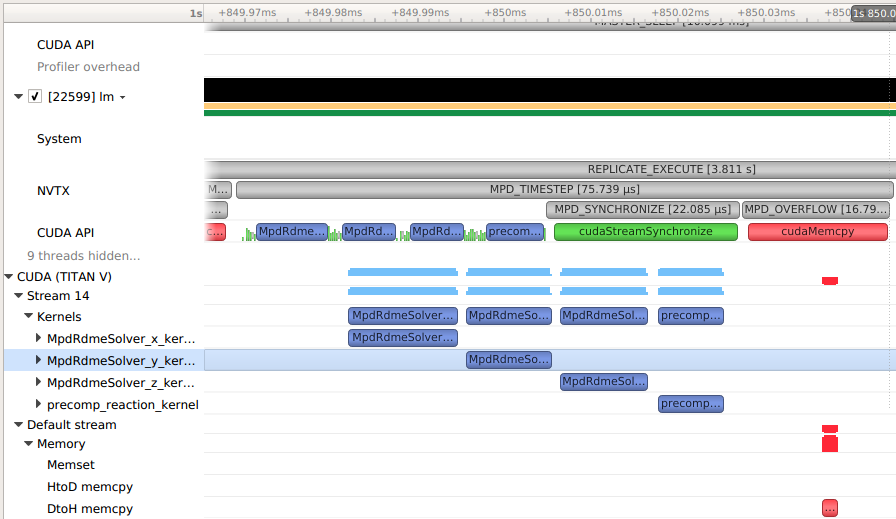 1s +849.97ms +849.98ms +849.99ms +850ms +850.01ms +850.02ms +850.03ms +850 1s 850.0
MASTER_SLEEP [16.099 ms]
CUDA API
Profiler overhead
[22599] lm
System
REPLICATE_EXECUTE [3.811 s]
NVTX M... MPD_TIMESTEP [75.739 µs]
... MPD_SYNCHRONIZE [22.085 µs] MPD_OVERFLOW [16.79...
CUDA API c... MpdRdme... MpdRd... MpdRd... precom... cudaStreamSynchronize cudaMemcpy
9 threads hidden...
CUDA (TITAN V)
Stream 14
Kernels MpdRdmeSolver... MpdRdmeSo... MpdRdmeSol... precomp...
MpdRdmeSolver_x_ker... MpdRdmeSolver...
MpdRdmeSolver_y_ker... MpdRdmeSo...
MpdRdmeSolver_z_ker... MpdRdmeSol...
precomp_reaction_kernel precomp...
Default stream
Memory
Memset
HtoD memcpy
DtoH memcpy ...